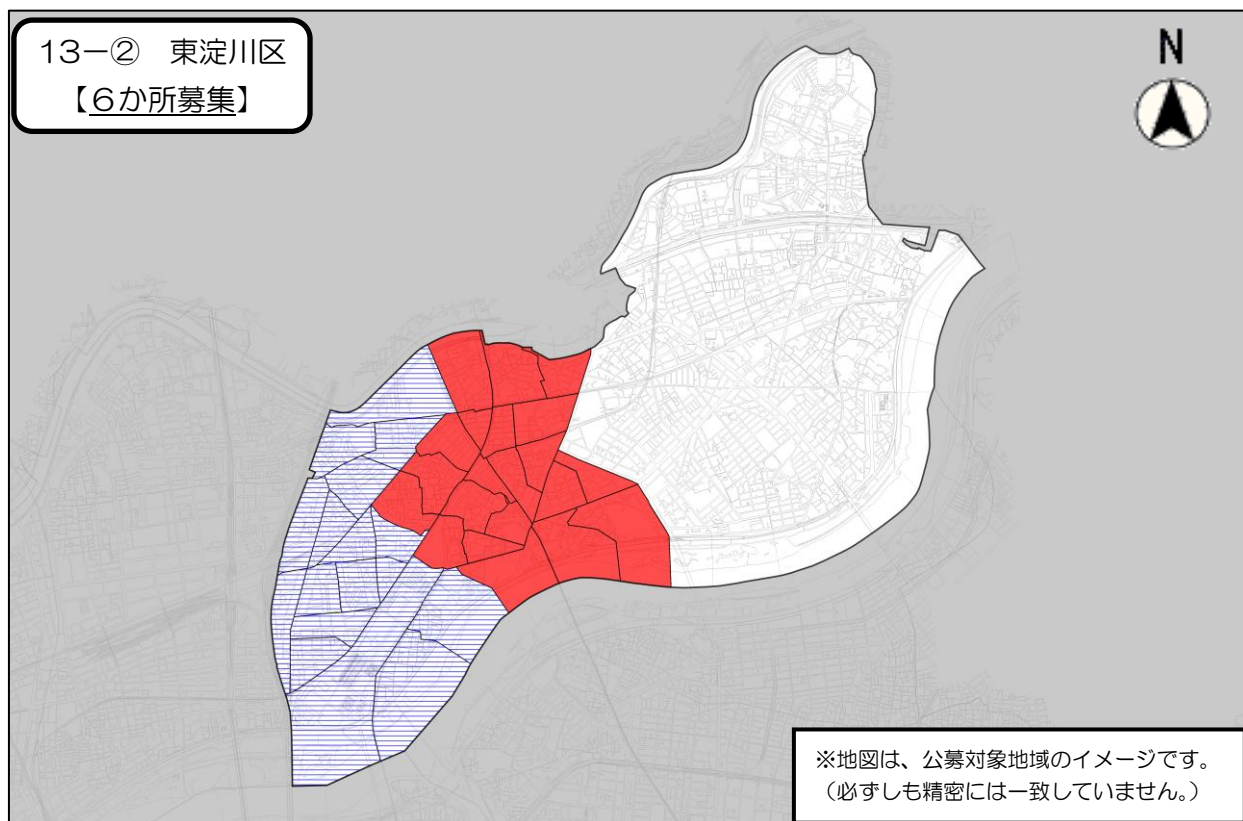 13－② 東淀川区
【６か所募集】
N
※地図は、公募対象地域のイメージです。
（必ずしも精密には一致していません。）